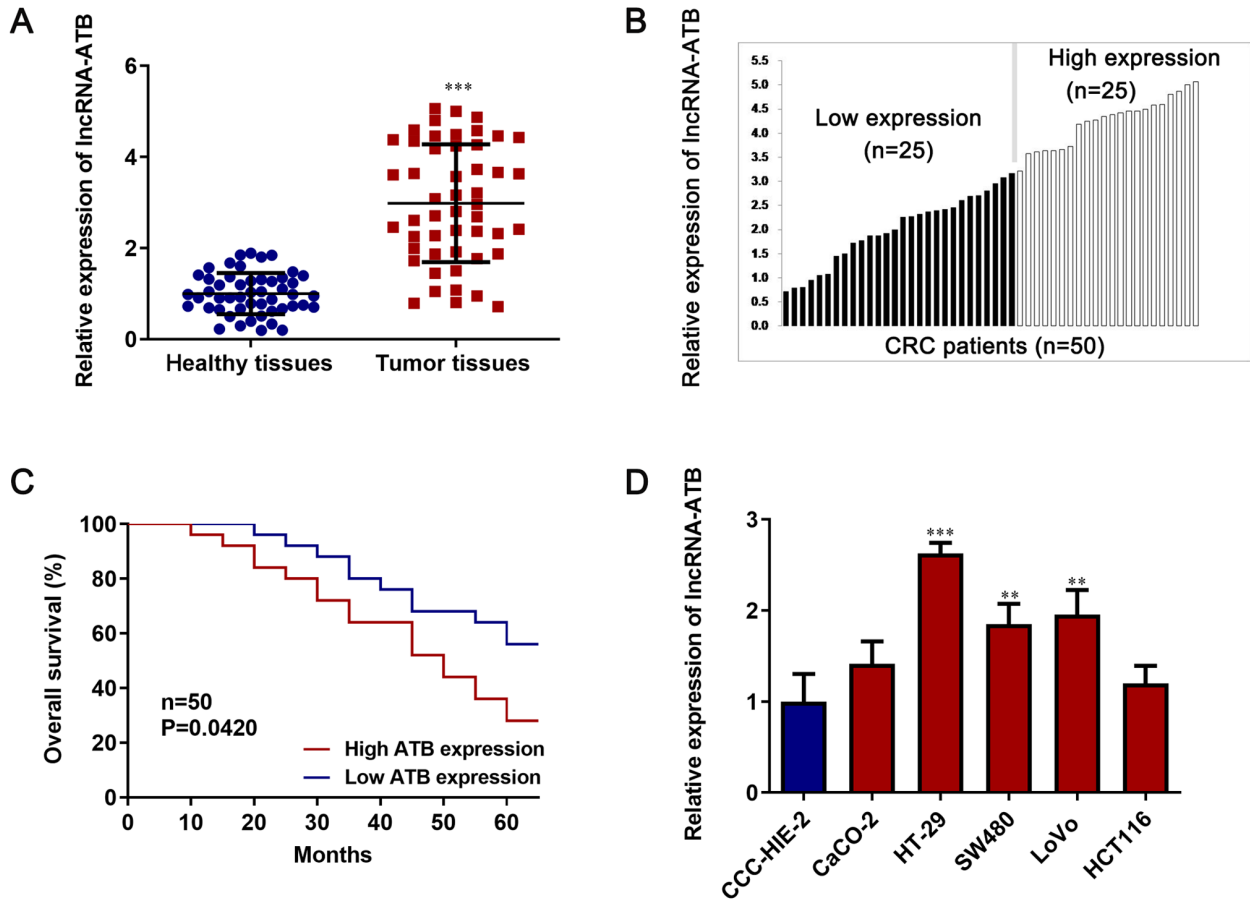 A
Relative expression of lncRNA-ATB
6
4
2
0
***
Healthy tissues
Tumor tissues
B
Relative expression of lncRNA-ATB
5.5
5.0
4.5
4.0
3.5
3.0
2.5
2.0
1.5
1.0
0.5
0.0
Low expression
(n=25)
High expression
(n=25)
CRC patients (n=50)
C
Overall survival (%)
100
80
60
40
20
0
n=50
P=0.0420
High ATB expression
Low ATB expression
0
10
20
30
40
50
60
Months
D
Relative expression of lncRNA-ATB
3
2
1
0
***
**
**
CCC-HIE-2
CaCO-2
HT-29
SW480
LoVo
HCT116